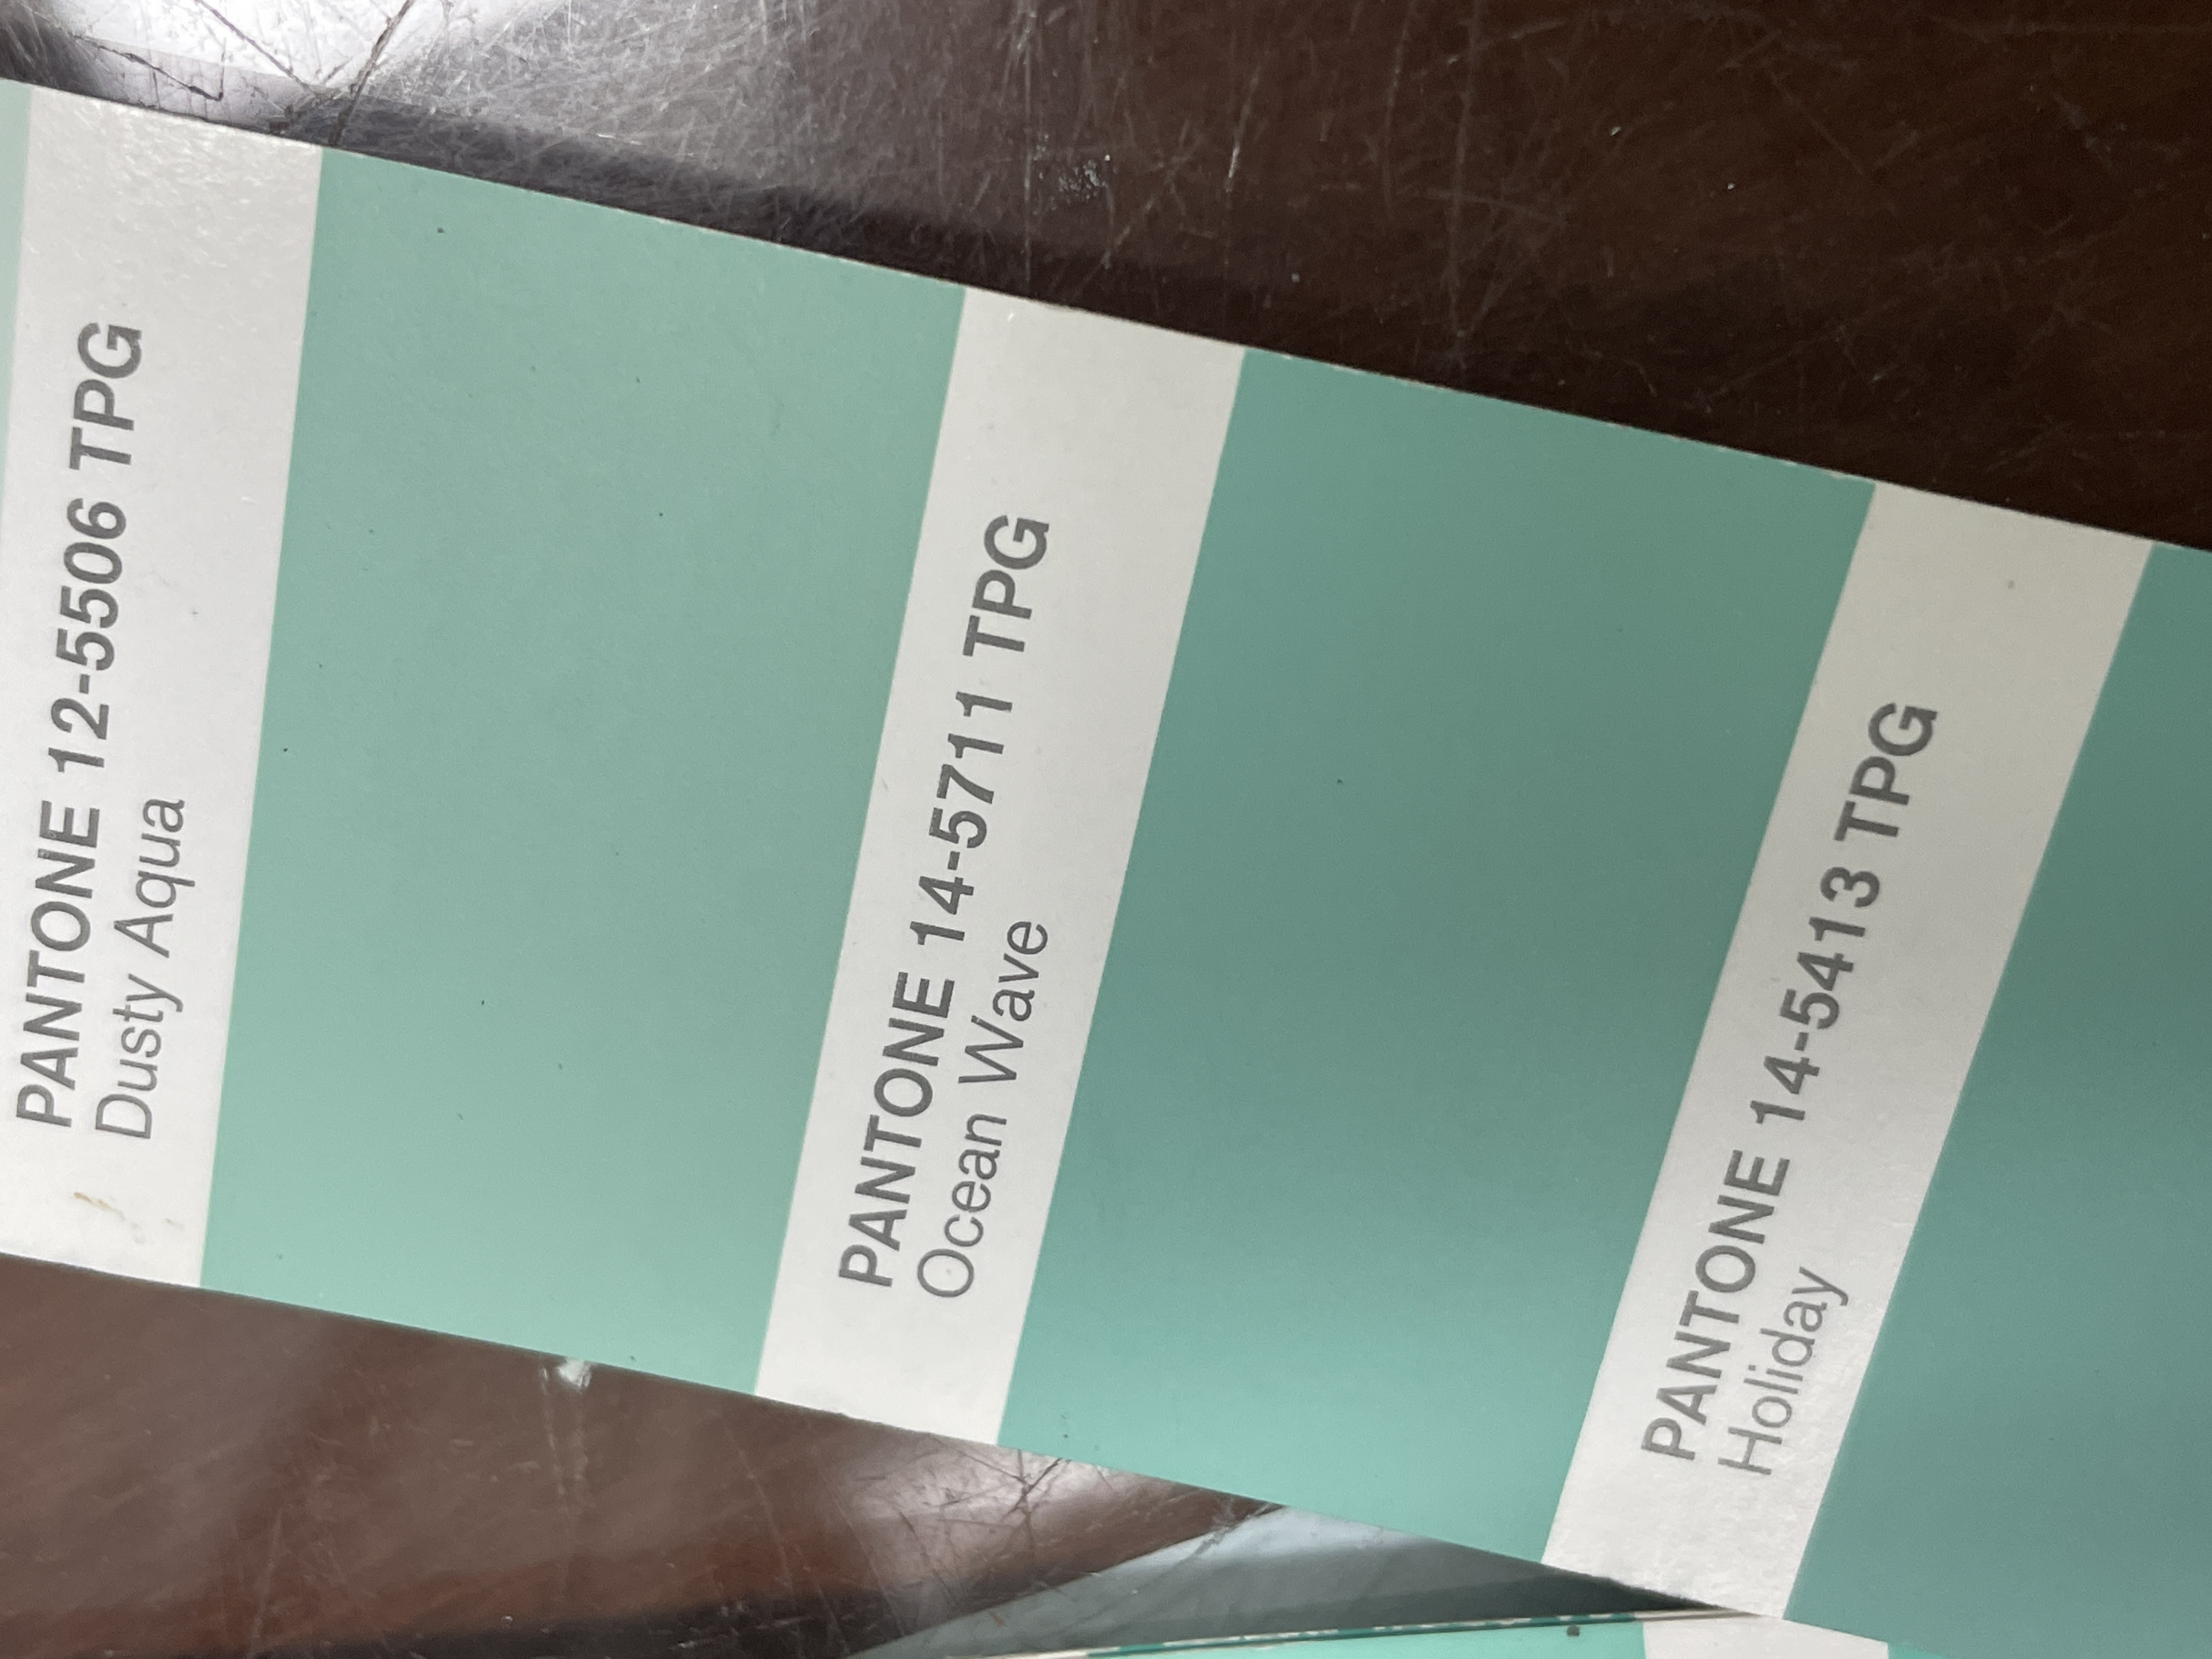 PANTONE 12-5506 TPG
Dusty Aqua
PANTONE 14-5711 TPG
Ocean Wave
PANTONE 14-5413 TPG
Holiday